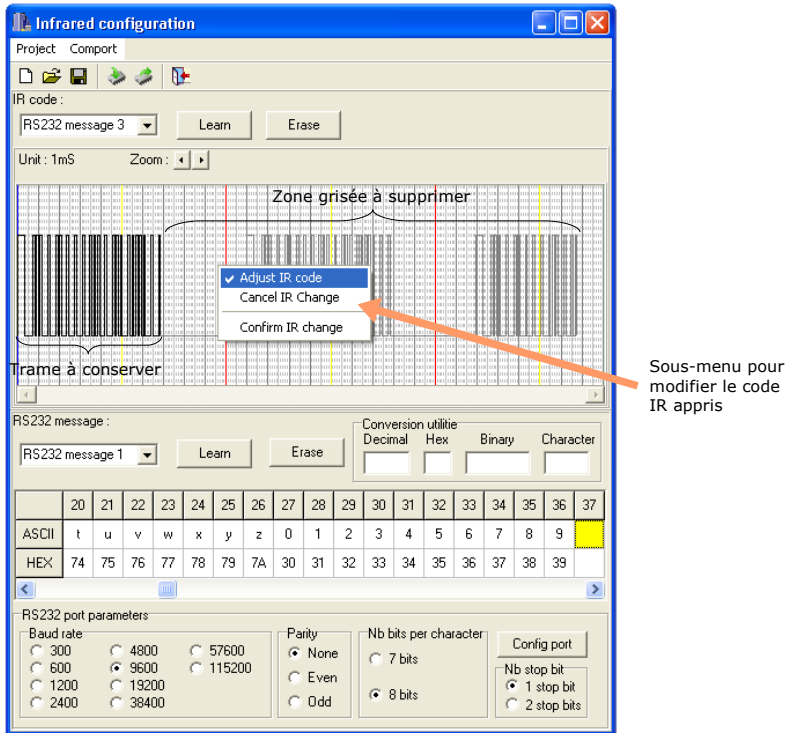 Infrared configuration
Project Comport
IR code :
RS232 message 3 Learn Erase
Unit : 1mS Zoom :
Zone grisée à supprimer
Adjust IR code
Cancel IR Change
Confirm IR change
Trame à conserver
Sous-menu pour
modifier le code
IR appris
RS232 message :
RS232 message 1 Learn Erase
Conversion utilitie
Decimal Hex Binary Character
20 21 22 23 24 25 26 27 28 29 30 31 32 33 34 35 36 37
ASCII t u v w x y z 0 1 2 3 4 5 6 7 8 9
HEX 74 75 76 77 78 79 7A 30 31 32 33 34 35 36 37 38 39
RS232 port parameters
Baud rate
300 4800 57600
600 9600 115200
1200 19200
2400 38400
Parity
None
Even
Odd
Nb bits per character
7 bits
8 bits
Config port
Nb stop bit
1 stop bit
2 stop bits